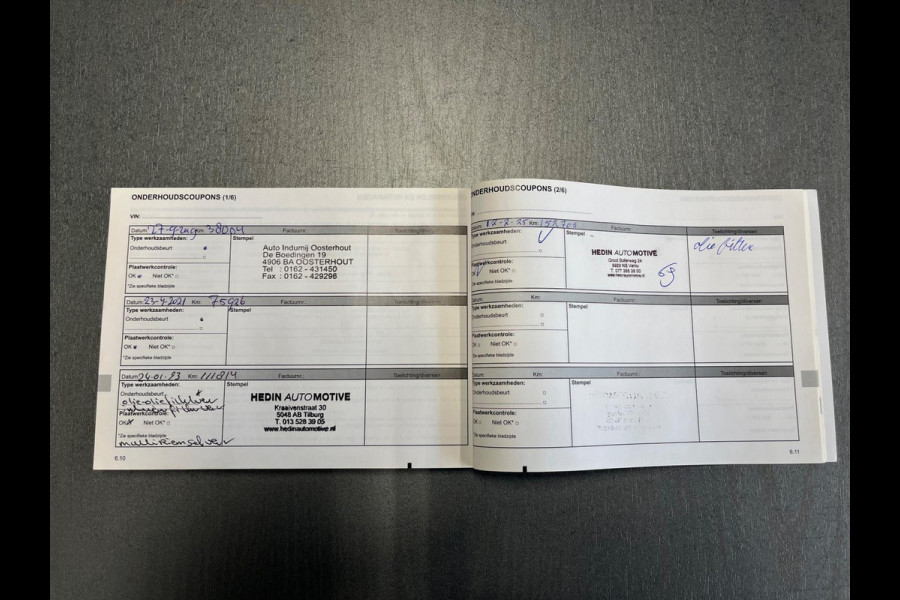 ONDERHOUDSCOUPONS (1/6)
VIN:
Datum: Factuurnr.: 38004
Type werkzaamheden:
Stempel
Onderhoudsbeurt
Auto Indumij Oosterhout
De Boedingen 19
4906 BA OOSTERHOUT
Tel : 0162 - 431450
Fax : 0162 - 429298
Plaatwerkcontrole:
OK Niet OK*
*Zie specifieke bladzijde
Datum: 23-4-2021 Km: 75926 Factuurnr.: Toelichting/diversen
Type werkzaamheden:
Stempel
Onderhoudsbeurt
Plaatwerkcontrole:
OK Niet OK*
*Zie specifieke bladzijde
Datum: 24-01-23 Km: 111814 Factuurnr.: Toelichting/diversen
Type werkzaamheden:
Stempel
Onderhoudsbeurt
HEDIN AUTOMOTIVE
Kraaivenstraat 30
5048 AB Tilburg
T. 013 528 39 05
www.hedinautomotive.nl
Plaatwerkcontrole:
OK Niet OK*
*Zie specifieke bladzijde
6.10
ONDERHOUDSCOUPONS (2/6)
Datum: 12-2-25 Km: Factuurnr.: Toelichting/diversen
Type werkzaamheden:
Stempel
Onderhoudsbeurt
HEDIN AUTOMOTIVE
www.hedinautomotive.nl
Plaatwerkcontrole:
OK Niet OK*
*Zie specifieke bladzijde
Datum: Km: Factuurnr.: Toelichting/diversen
Type werkzaamheden:
Stempel
Onderhoudsbeurt
Plaatwerkcontrole:
OK Niet OK*
*Zie specifieke bladzijde
Datum: Km: Factuurnr.: Toelichting/diversen
Type werkzaamheden:
Stempel
Onderhoudsbeurt
Plaatwerkcontrole:
OK Niet OK*
*Zie specifieke bladzijde
6.11